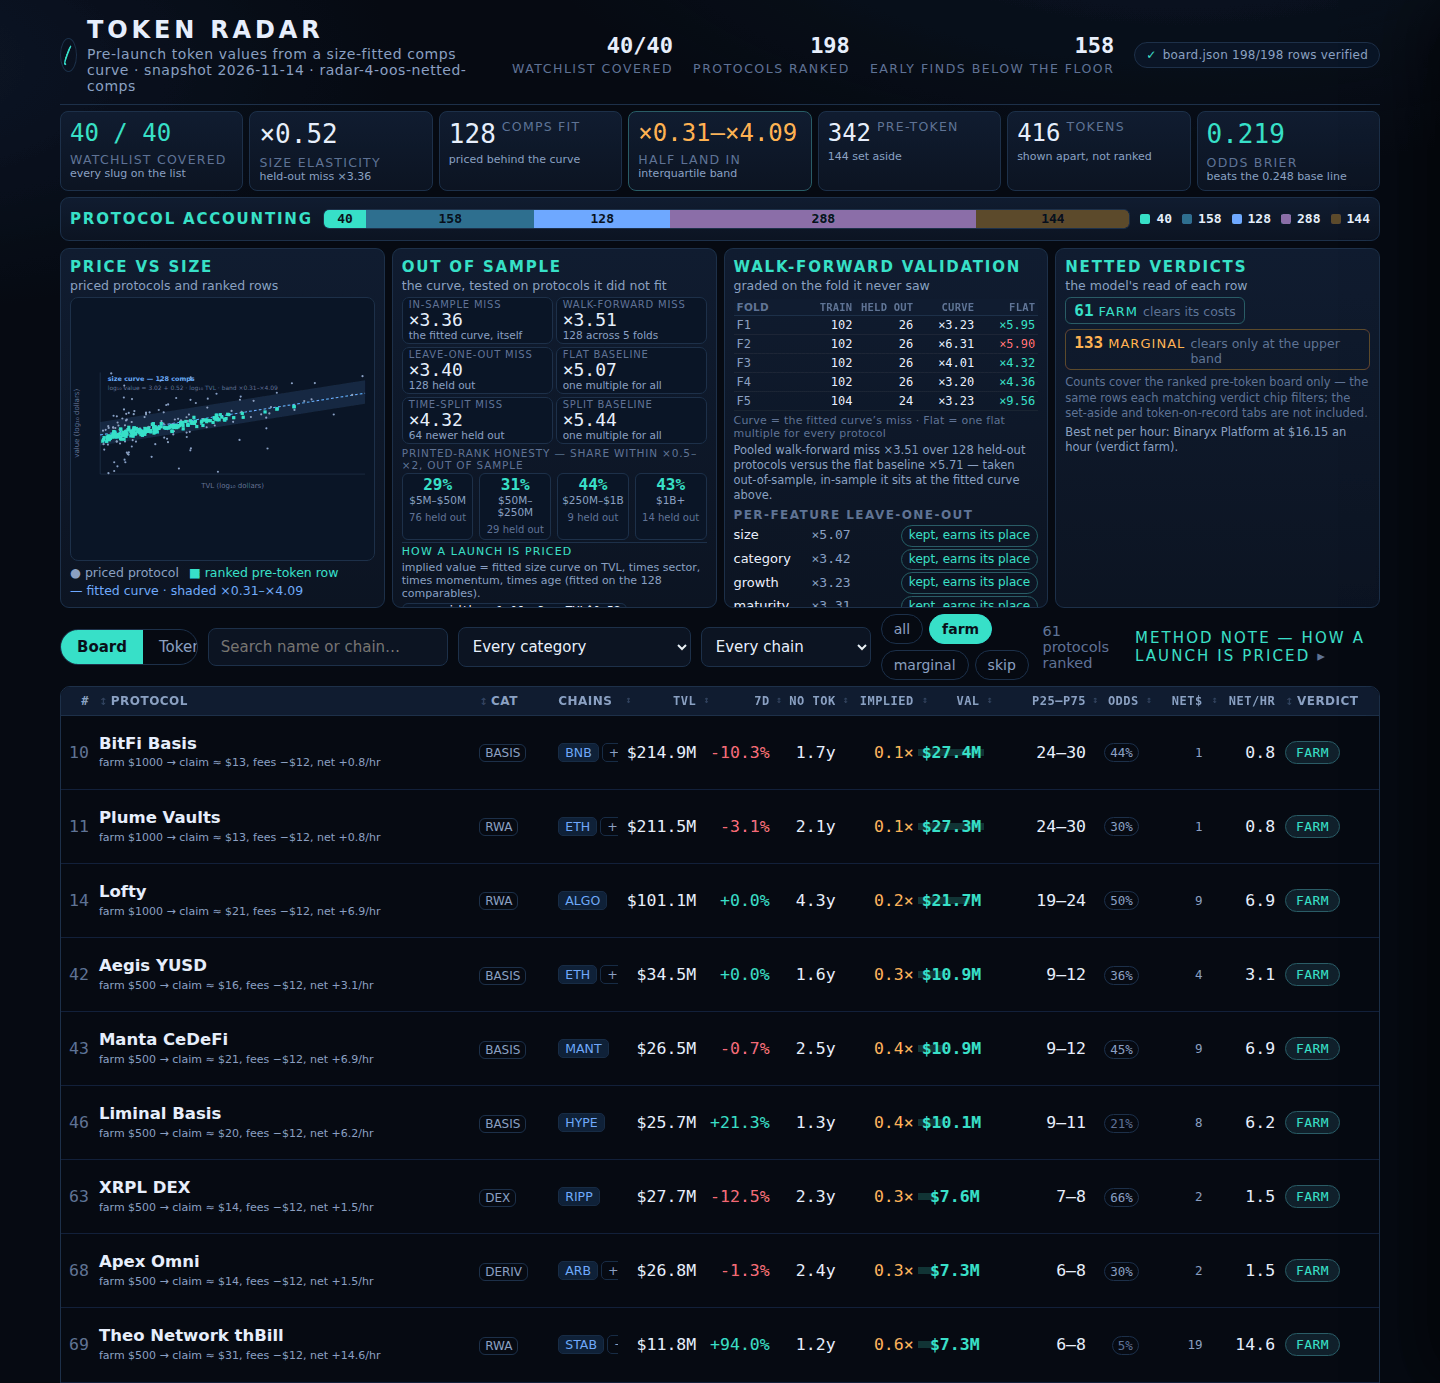 TOKEN RADAR
Pre-launch token values from a size-fitted comps
curve · snapshot 2026-11-14 · radar-4-oos-netted-
comps
40/40
WATCHLIST COVERED
198
PROTOCOLS RANKED
158
EARLY FINDS BELOW THE FLOOR
✓ board.json 198/198 rows verified
40 / 40
WATCHLIST COVERED
every slug on the list
×0.52
SIZE ELASTICITY
held-out miss ×3.36
128 COMPS FIT
priced behind the curve
×0.31–×4.09
HALF LAND IN
interquartile band
342 PRE-TOKEN
144 set aside
416 TOKENS
shown apart, not ranked
0.219
ODDS BRIER
beats the 0.248 base line
PROTOCOL ACCOUNTING
40 158 128 288 144
40 158 128 288 144
PRICE VS SIZE
priced protocols and ranked rows
size curve — 128 comps
log₁₀ value = 3.02 + 0.52 · log₁₀ TVL · band ×0.31–×4.09
value (log₁₀ dollars)
TVL (log₁₀ dollars)
● priced protocol ■ ranked pre-token row
— fitted curve · shaded ×0.31–×4.09
OUT OF SAMPLE
the curve, tested on protocols it did not fit
IN-SAMPLE MISS
×3.36
the fitted curve, itself
WALK-FORWARD MISS
×3.51
128 across 5 folds
LEAVE-ONE-OUT MISS
×3.40
128 held out
FLAT BASELINE
×5.07
one multiple for all
TIME-SPLIT MISS
×4.32
64 newer held out
SPLIT BASELINE
×5.44
one multiple for all
PRINTED-RANK HONESTY — SHARE WITHIN ×0.5–
×2, OUT OF SAMPLE
29%
$5M–$50M
76 held out
31%
$50M–
$250M
29 held out
44%
$250M–$1B
9 held out
43%
$1B+
14 held out
HOW A LAUNCH IS PRICED
implied value = fitted size curve on TVL, times sector,
times momentum, times age (fitted on the 128
comparables).
WALK-FORWARD VALIDATION
graded on the fold it never saw
FOLD TRAIN HELD OUT CURVE FLAT
F1 102 26 ×3.23 ×5.95
F2 102 26 ×6.31 ×5.90
F3 102 26 ×4.01 ×4.32
F4 102 26 ×3.20 ×4.36
F5 104 24 ×3.23 ×9.56
Curve = the fitted curve's miss · Flat = one flat
multiple for every protocol
Pooled walk-forward miss ×3.51 over 128 held-out
protocols versus the flat baseline ×5.71 — taken
out-of-sample, in-sample it sits at the fitted curve
above.
PER-FEATURE LEAVE-ONE-OUT
size ×5.07 kept, earns its place
category ×3.42 kept, earns its place
growth ×3.23 kept, earns its place
maturity ×3.31 kept, earns its place
NETTED VERDICTS
the model's read of each row
61 FARM clears its costs
133 MARGINAL clears only at the upper
band
Counts cover the ranked pre-token board only — the
same rows each matching verdict chip filters; the
set-aside and token-on-record tabs are not included.
Best net per hour: Binaryx Platform at $16.15 an
hour (verdict farm).
Board Token
Search name or chain…
Every category
Every chain
all farm
marginal skip
61
protocols
ranked
METHOD NOTE — HOW A
LAUNCH IS PRICED ▸
# ↕ PROTOCOL ↕ CAT CHAINS ↕ TVL ↕ 7D ↕ NO TOK ↕ IMPLIED ↕ VAL ↕ P25–P75 ↕ ODDS ↕ NET$ ↕ NET/HR ↕ VERDICT
10 BitFi Basis BASIS BNB + $214.9M -10.3% 1.7y 0.1× $27.4M 24–30 44% 1 0.8 FARM
farm $1000 → claim ≈ $13, fees −$12, net +0.8/hr
11 Plume Vaults RWA ETH + $211.5M -3.1% 2.1y 0.1× $27.3M 24–30 30% 1 0.8 FARM
farm $1000 → claim ≈ $13, fees −$12, net +0.8/hr
14 Lofty RWA ALGO $101.1M +0.0% 4.3y 0.2× $21.7M 19–24 50% 9 6.9 FARM
farm $1000 → claim ≈ $21, fees −$12, net +6.9/hr
42 Aegis YUSD BASIS ETH + $34.5M +0.0% 1.6y 0.3× $10.9M 9–12 36% 4 3.1 FARM
farm $500 → claim ≈ $16, fees −$12, net +3.1/hr
43 Manta CeDeFi BASIS MANT $26.5M -0.7% 2.5y 0.4× $10.9M 9–12 45% 9 6.9 FARM
farm $500 → claim ≈ $21, fees −$12, net +6.9/hr
46 Liminal Basis BASIS HYPE $25.7M +21.3% 1.3y 0.4× $10.1M 9–11 21% 8 6.2 FARM
farm $500 → claim ≈ $20, fees −$12, net +6.2/hr
63 XRPL DEX DEX RIPP $27.7M -12.5% 2.3y 0.3× $7.6M 7–8 66% 2 1.5 FARM
farm $500 → claim ≈ $14, fees −$12, net +1.5/hr
68 Apex Omni DERIV ARB + $26.8M -1.3% 2.4y 0.3× $7.3M 6–8 30% 2 1.5 FARM
farm $500 → claim ≈ $14, fees −$12, net +1.5/hr
69 Theo Network thBill RWA STAB $11.8M +94.0% 1.2y 0.6× $7.3M 6–8 5% 19 14.6 FARM
farm $500 → claim ≈ $31, fees −$12, net +14.6/hr